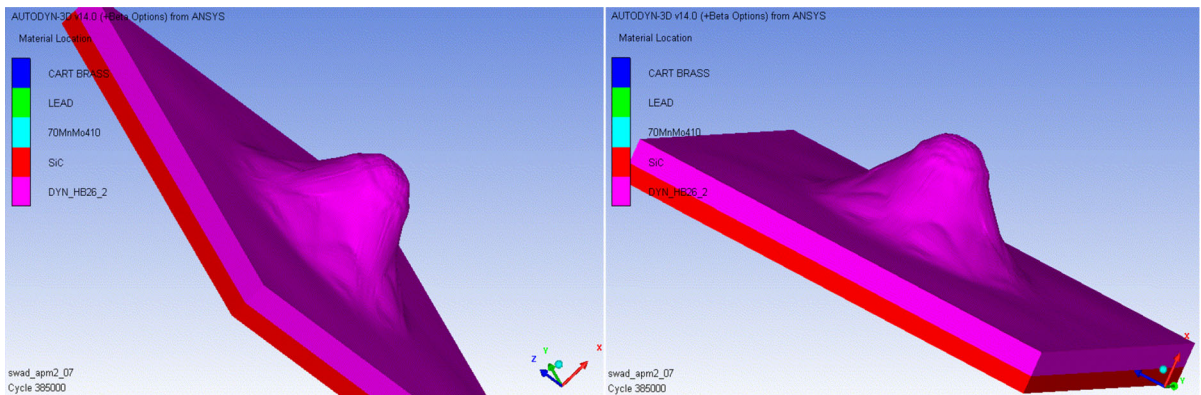 AUTODYN-3D v14.0 (+Beta Options) from ANSYS
Material Location
CART BRASS
LEAD
70MnMo410
SiC
DYN_HB26_2
Z
Y
X
swad_apm2_07
Cycle 385000
AUTODYN-3D v14.0 (+Beta Options) from ANSYS
Material Location
CART BRASS
LEAD
70MnMo410
SiC
DYN_HB26_2
X
Y
swad_apm2_07
Cycle 385000